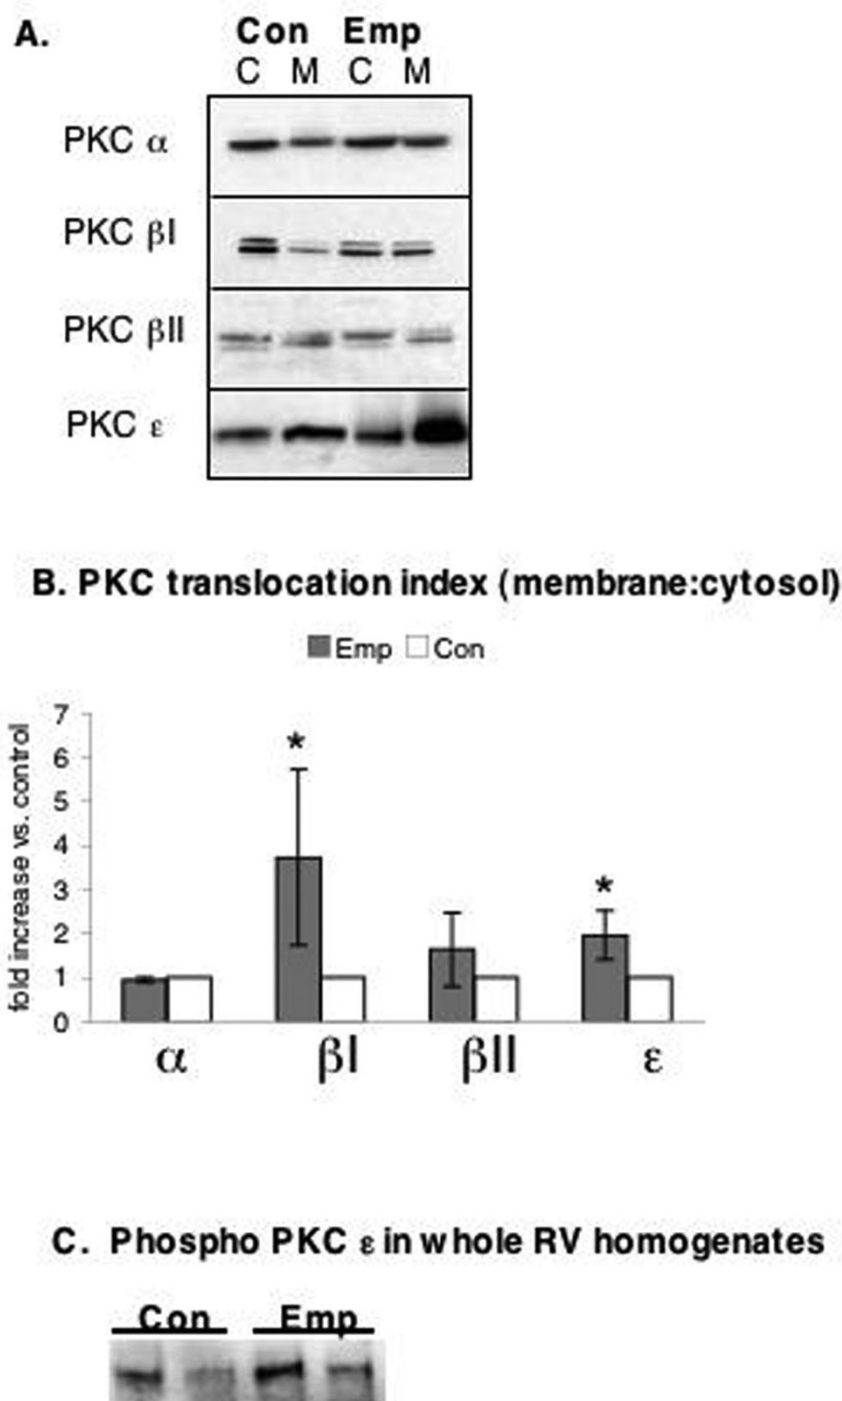 A.
Con Emp
C M C M
PKC α
PKC βI
PKC βII
PKC ε
B. PKC translocation index (membrane:cytosol)
Emp Con
fold increase vs. control
7
6
5
4
3
2
1
0
*
*
α βI βII ε
C. Phospho PKC ε in whole RV homogenates
Con Emp